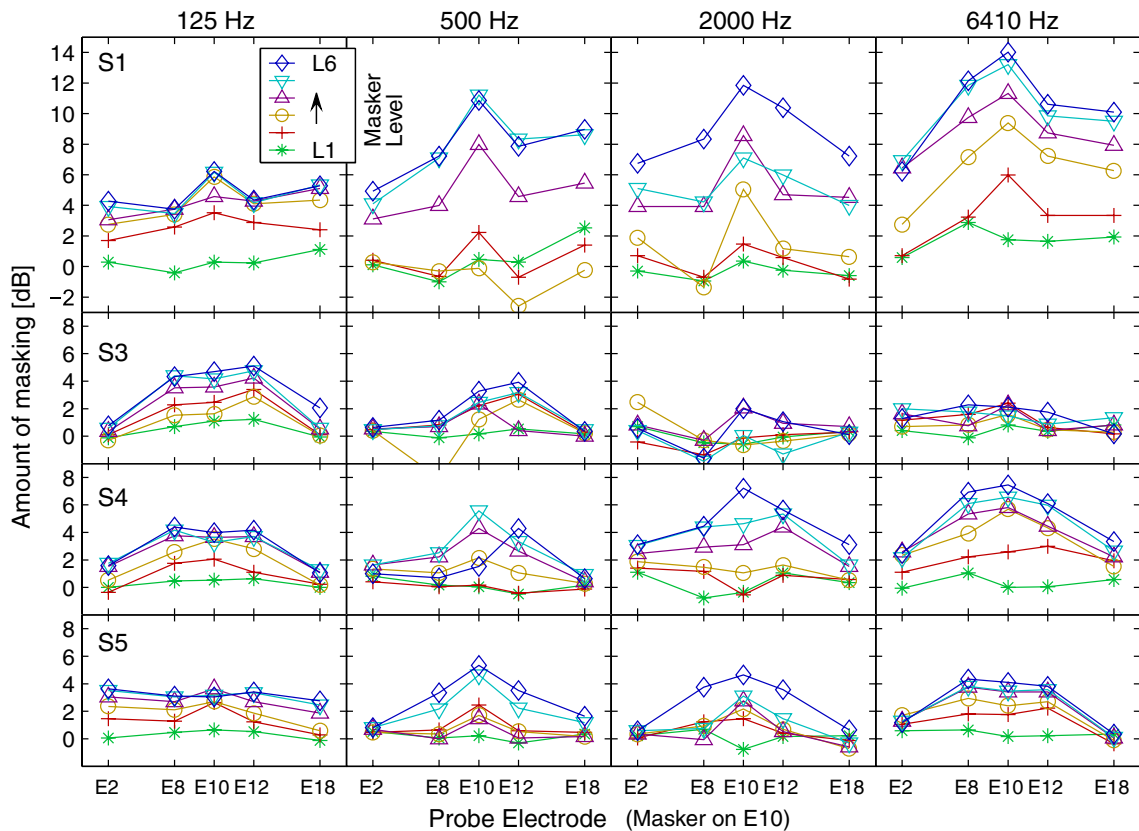 125 Hz 500 Hz 2000 Hz 6410 Hz
Amount of masking [dB]
S1
14
12
10
8
6
4
2
0
−2
L6
L1
Masker
Level
S3
8
6
4
2
0
S4
8
6
4
2
0
S5
8
6
4
2
0
E2 E8 E10 E12 E18 E2 E8 E10 E12 E18 E2 E8 E10 E12 E18 E2 E8 E10 E12 E18
Probe Electrode (Masker on E10)